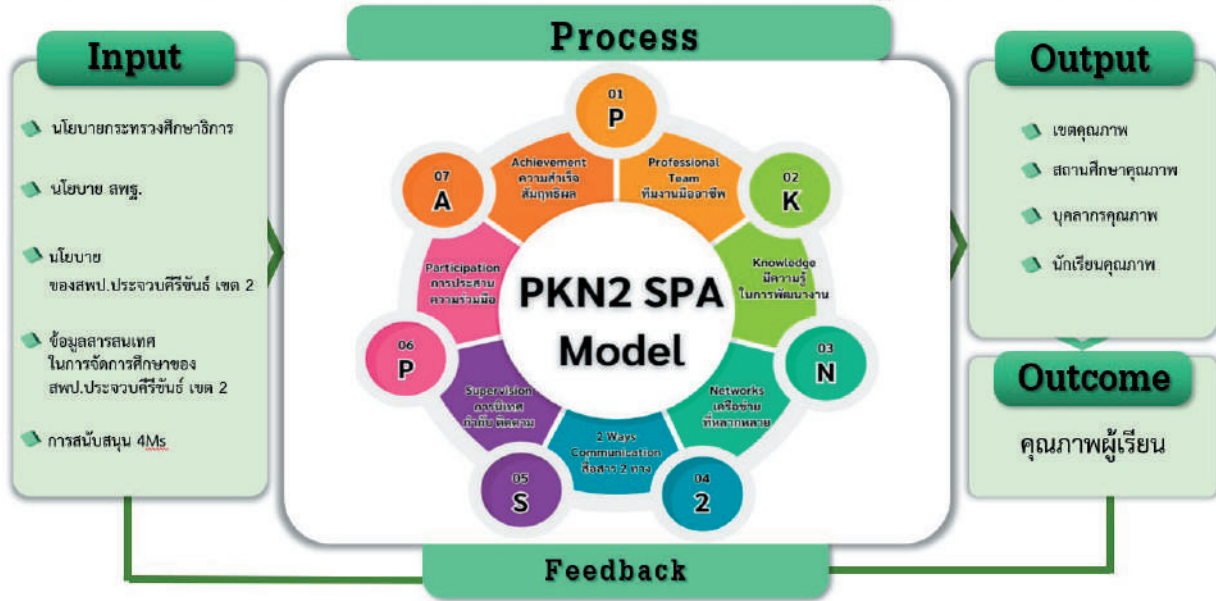 Input
นโยบายกระทรวงศึกษาธิการ
นโยบาย สพฐ.
นโยบาย
ของสพป.ประจวบคีรีขันธ์ เขต 2
ข้อมูลสารสนเทศ
ในการจัดการศึกษาของ
สพป.ประจวบคีรีขันธ์ เขต 2
การสนับสนุน 4Ms
Process
PKN2 SPA
Model
01
P
Professional
Team
ทีมงานมืออาชีพ
02
K
Knowledge
มีความรู้
ในการพัฒนางาน
03
N
Networks
เครือข่าย
ที่หลากหลาย
04
2
2 Ways
Communication
สื่อสาร 2 ทาง
05
S
Supervision
การนิเทศ
กำกับ ติดตาม
06
P
Participation
การประสาน
ความร่วมมือ
07
A
Achievement
ความสำเร็จ
สัมฤทธิผล
Output
เขตคุณภาพ
สถานศึกษาคุณภาพ
บุคลากรคุณภาพ
นักเรียนคุณภาพ
Outcome
คุณภาพผู้เรียน
Feedback